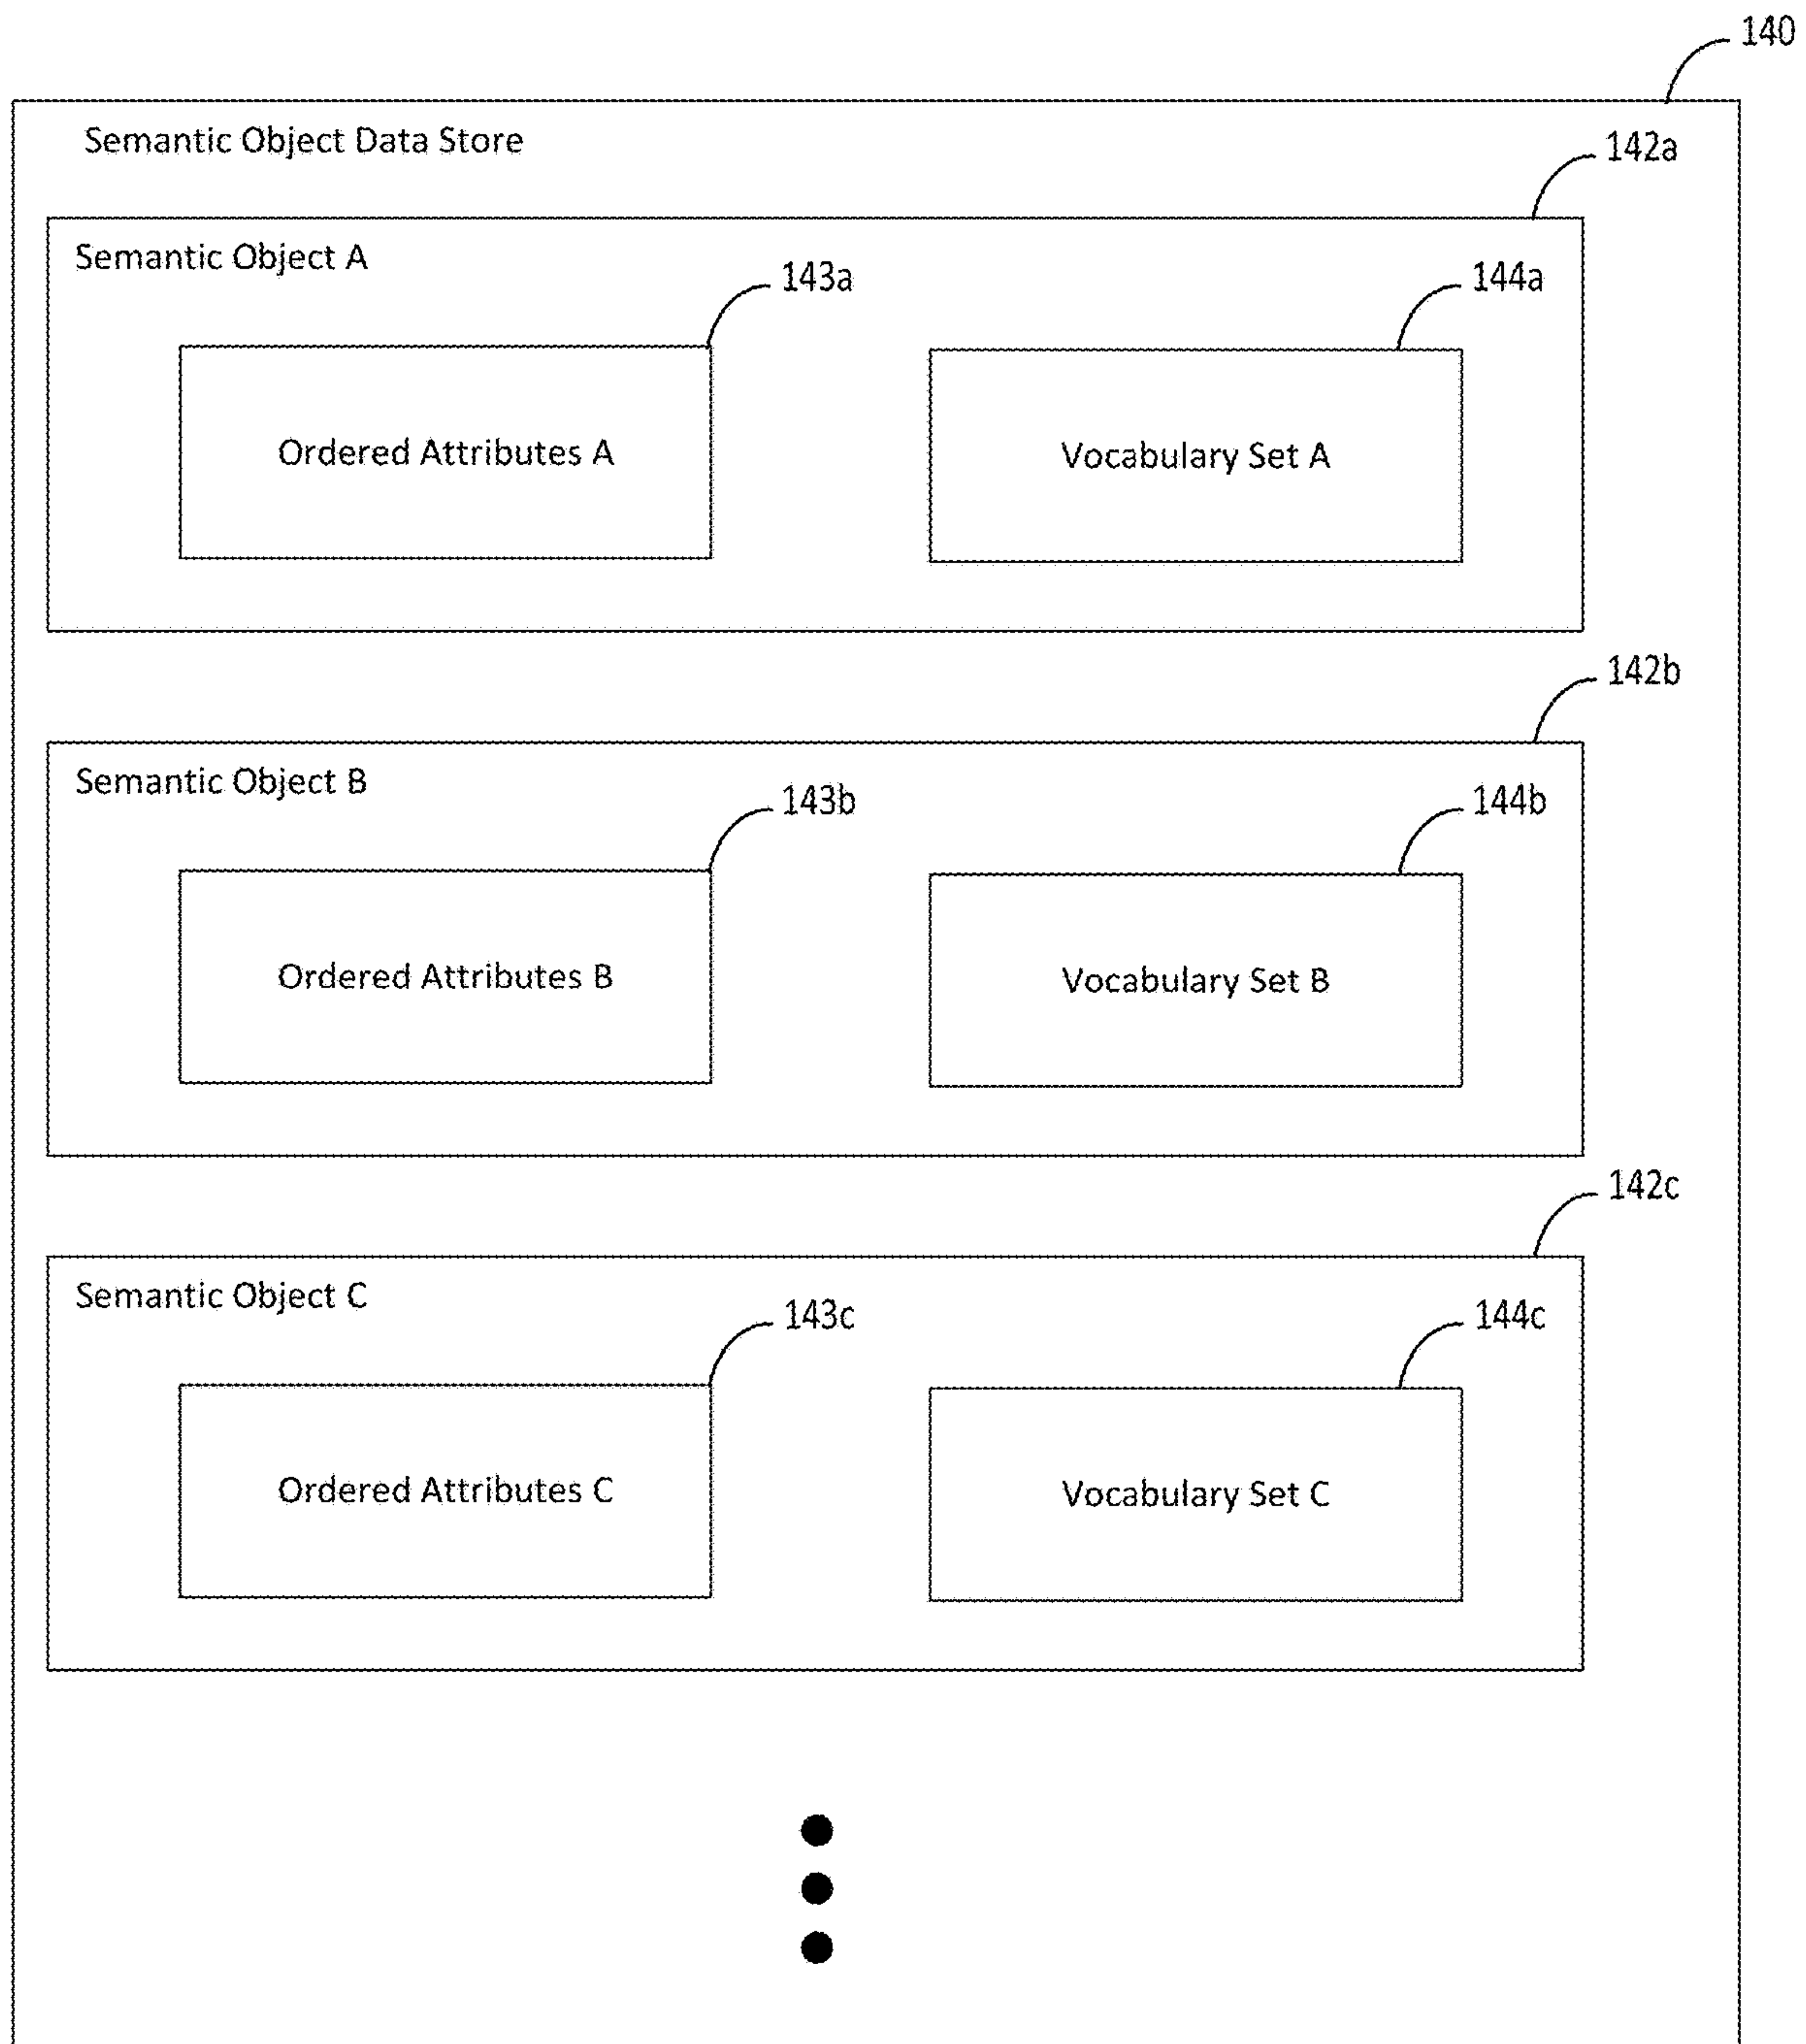 140
Semantic Object Data Store
142a
Semantic Object A
143a
144a
Ordered Attributes A
Vocabulary Set A
142b
Semantic Object B
143b
144b
Ordered Attributes B
Vocabulary Set B
142c
Semantic Object C
143c
144c
Ordered Attributes C
Vocabulary Set C